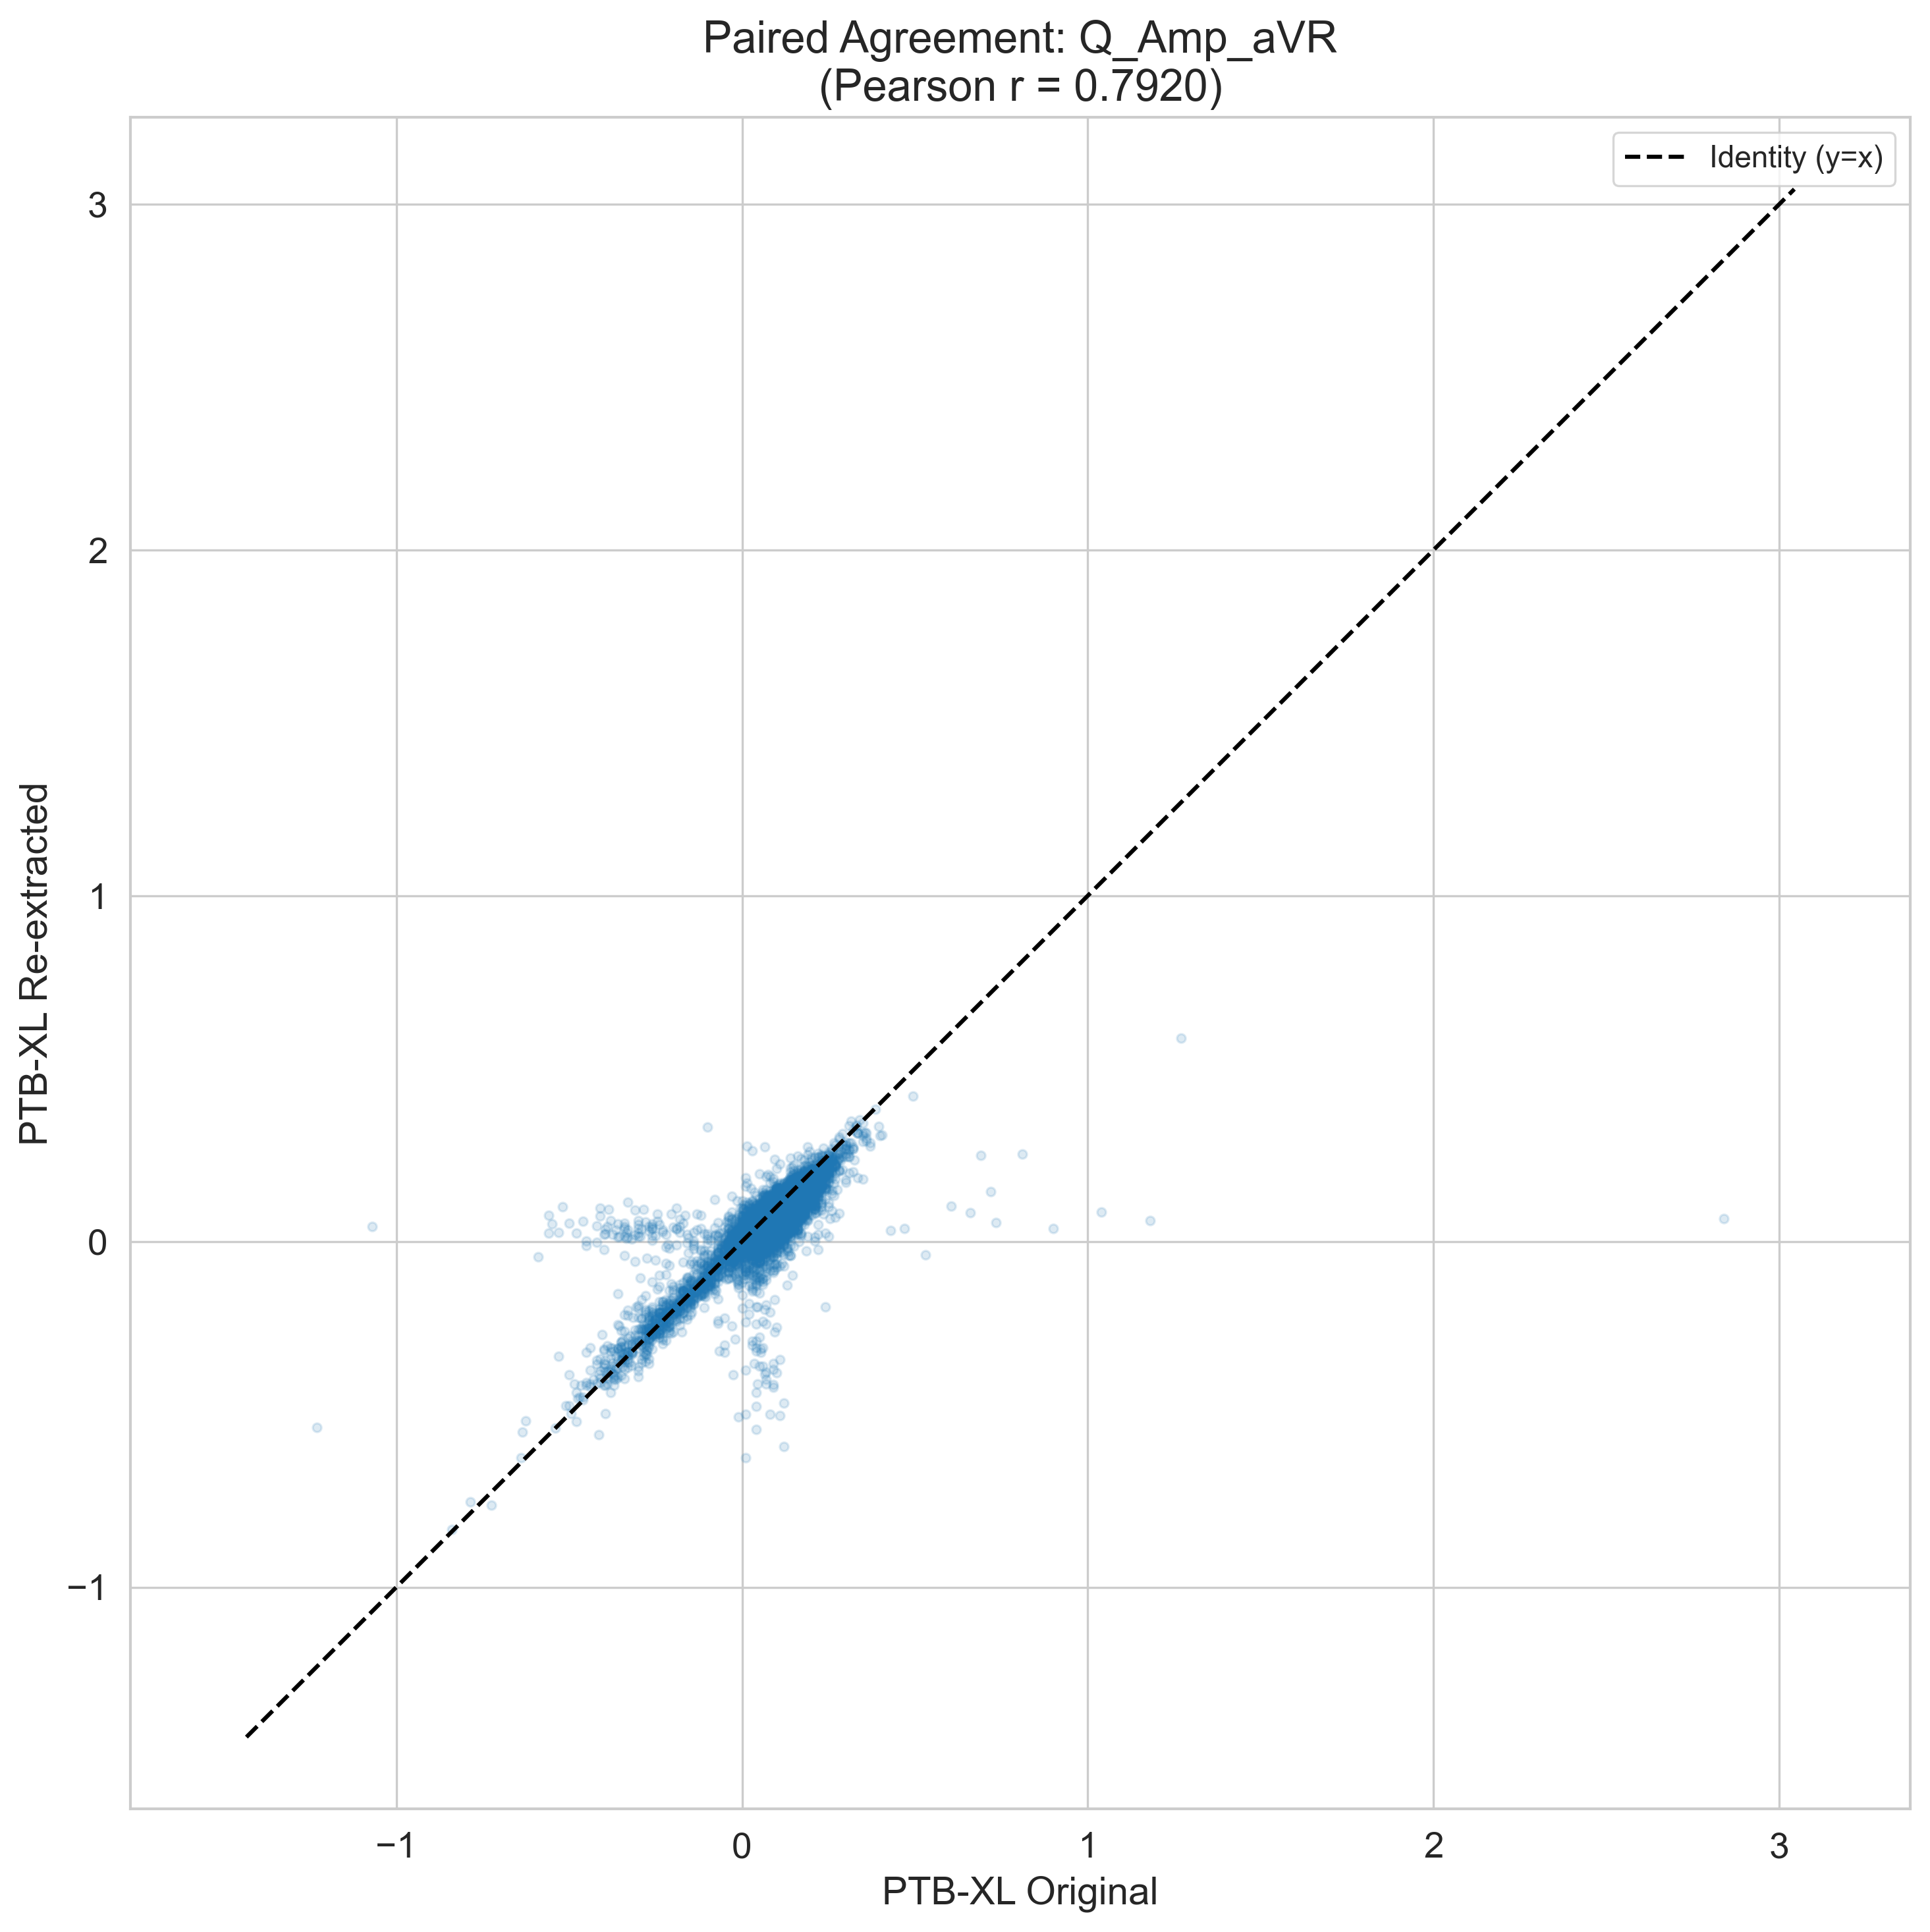 Paired Agreement: Q_Amp_aVR
(Pearson r = 0.7920)
Identity (y=x)
3
2
1
0
−1
PTB-XL Re-extracted
−1
0
1
2
3
PTB-XL Original